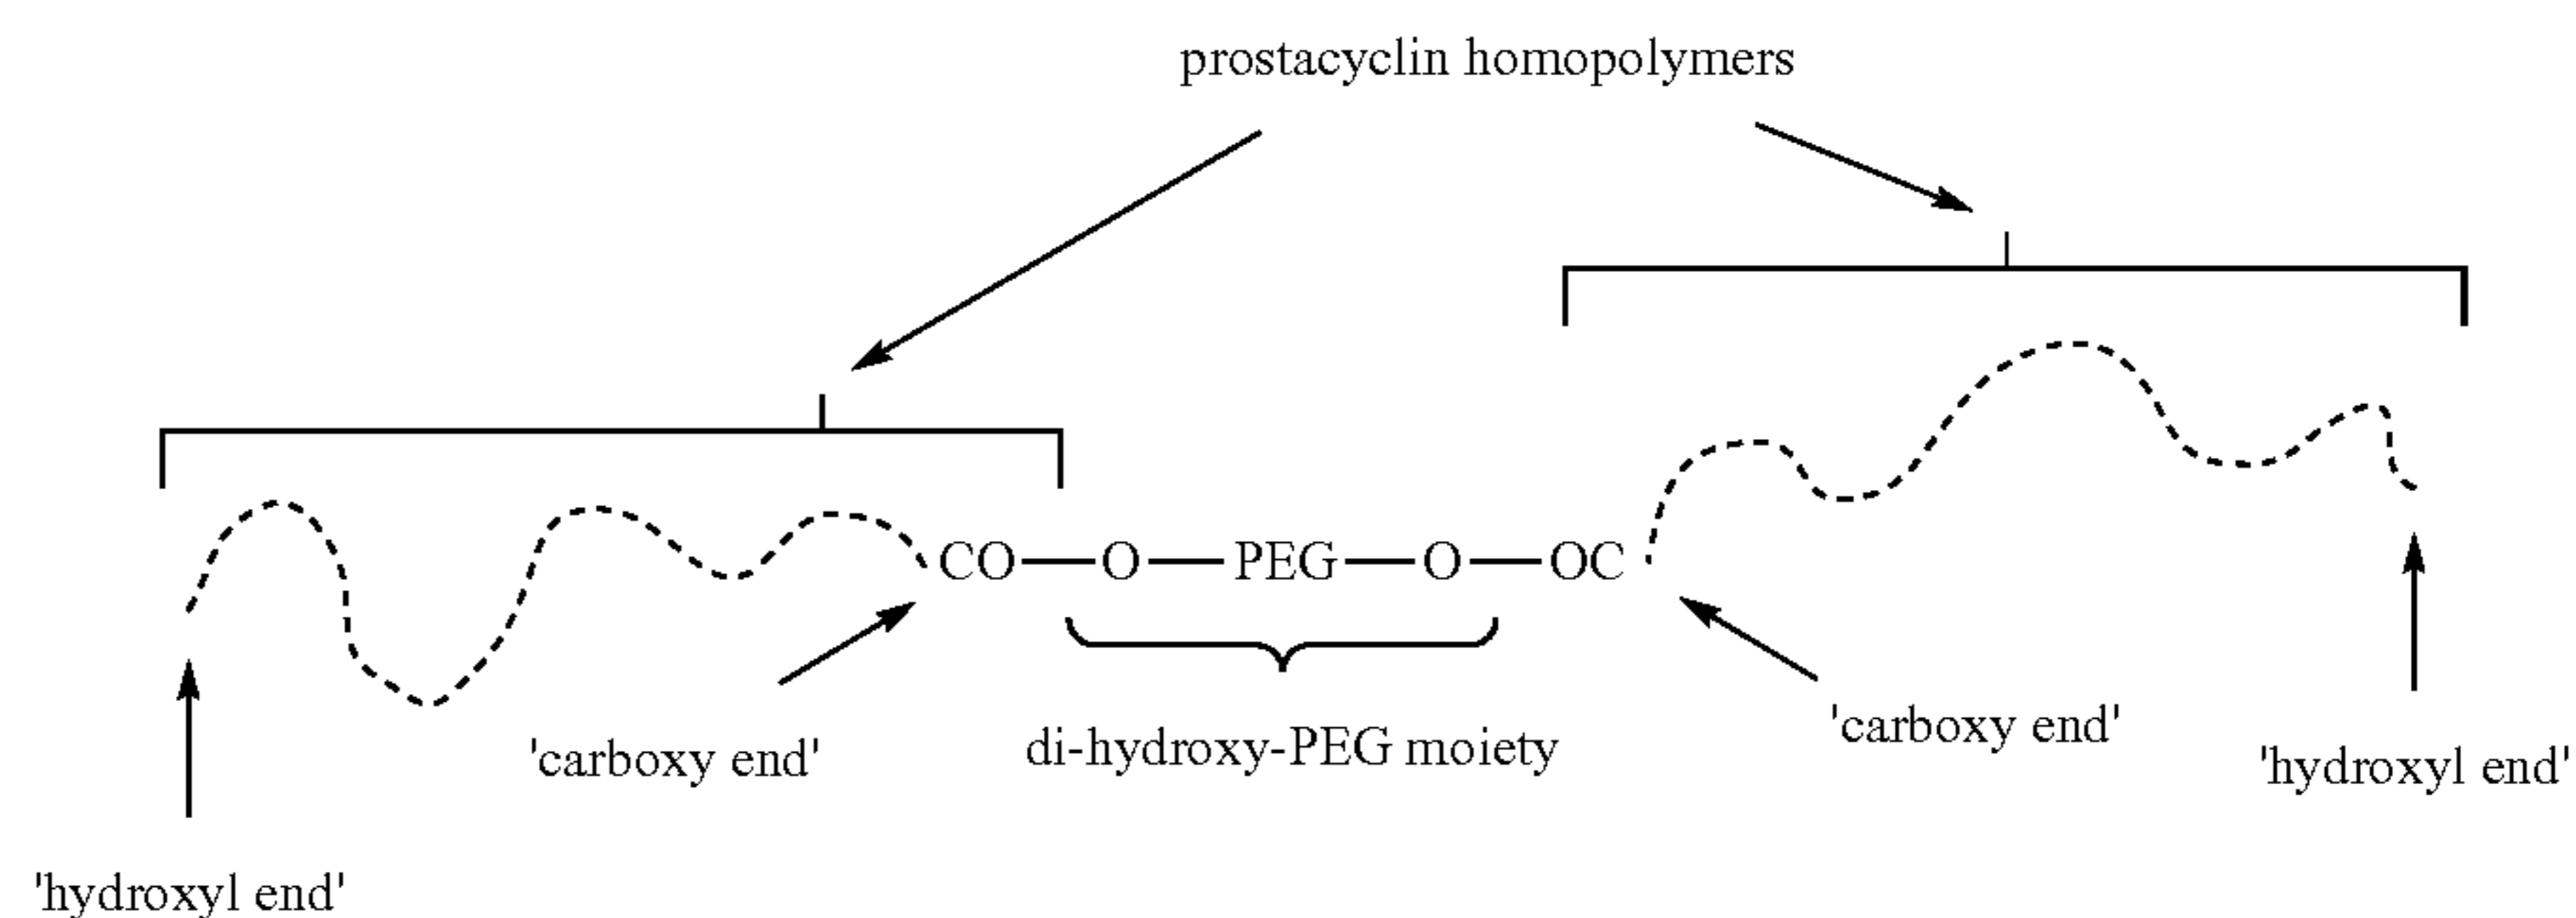 prostacyclin homopolymers
CO—O—PEG—O—OC
'carboxy end'
di-hydroxy-PEG moiety
'carboxy end'
'hydroxyl end'
'hydroxyl end'